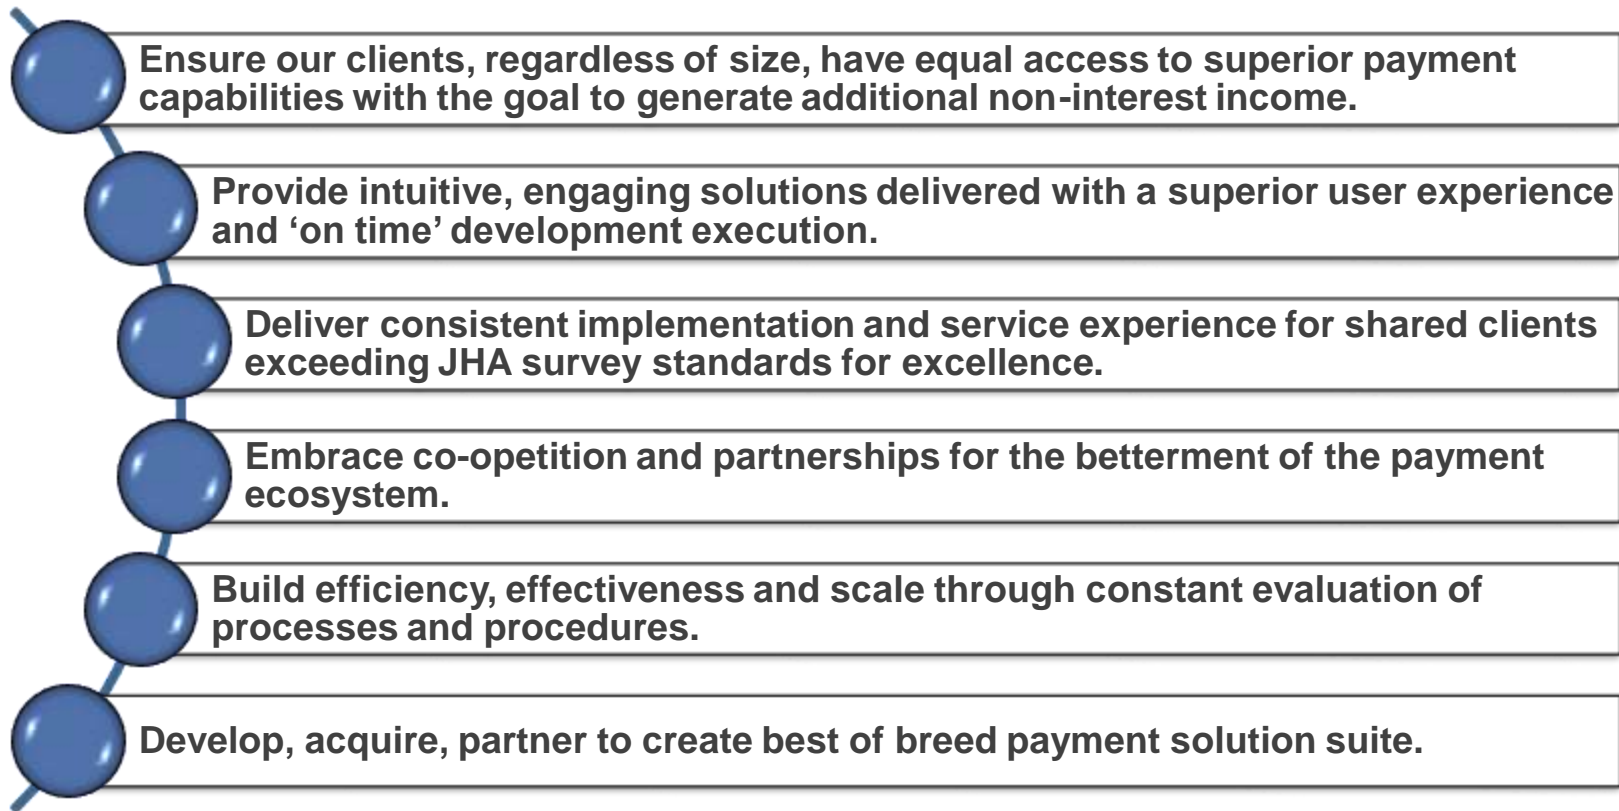 Ensure our clients, regardless of size, have equal access to superior payment
capabilities with the goal to generate additional non-interest income.
Provide intuitive, engaging solutions delivered with a superior user experience
and ‘on time’ development execution.
Deliver consistent implementation and service experience for shared clients
exceeding JHA survey standards for excellence.
Embrace co-opetition and partnerships for the betterment of the payment
ecosystem.
Build efficiency, effectiveness and scale through constant evaluation of
processes and procedures.
Develop, acquire, partner to create best of breed payment solution suite.